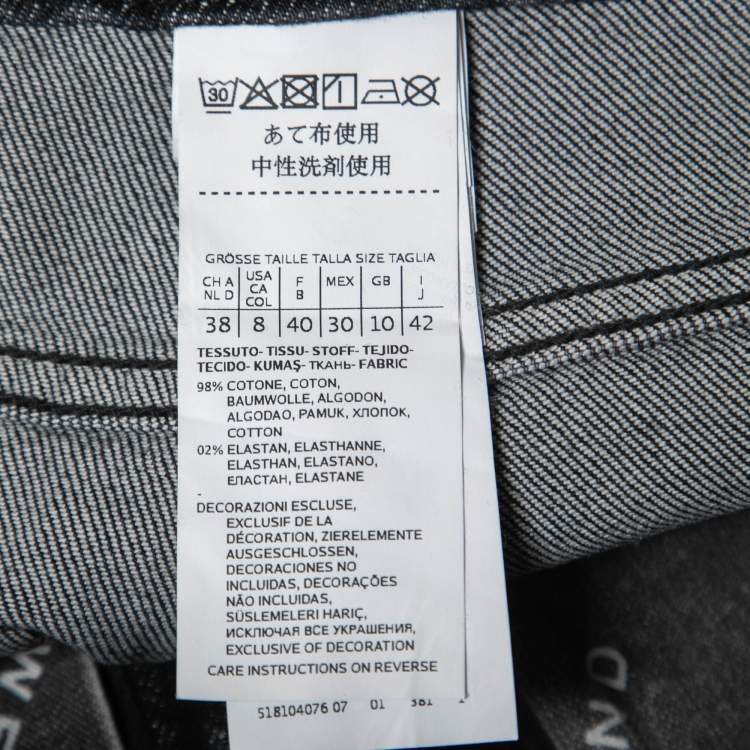 30
あて布使用
中性洗剤使用
GRÖSSE TAILLE TALLA SIZE TAGLIA
CH A NL D | USA CA COL | F B | MEX | GB | I J
38 | 8 | 40 | 30 | 10 | 42
TESSUTO- TISSU- STOFF- TEJIDO-
TECIDO- KUMAŞ- ТКАНЬ- FABRIC
98% COTONE, COTON,
BAUMWOLLE, ALGODON,
ALGODAO, PAMUK, ХЛОПОК,
COTTON
02% ELASTAN, ELASTHANNE,
ELASTHAN, ELASTANO,
ЕПАСТАН, ELASTANE
-
DECORAZIONI ESCLUSE,
EXCLUSIF DE LA
DÉCORATION, ZIERELEMENTE
AUSGESCHLOSSEN,
DECORACIONES NO
INCLUIDAS, DECORAÇÕES
NÃO INCLUIDAS,
SÜSLEMELERI HARIÇ,
ИСКЛЮЧАЯ ВСЕ УКРАШЕНИЯ,
EXCLUSIVE OF DECORATION
CARE INSTRUCTIONS ON REVERSE
S18104076 07 01 381